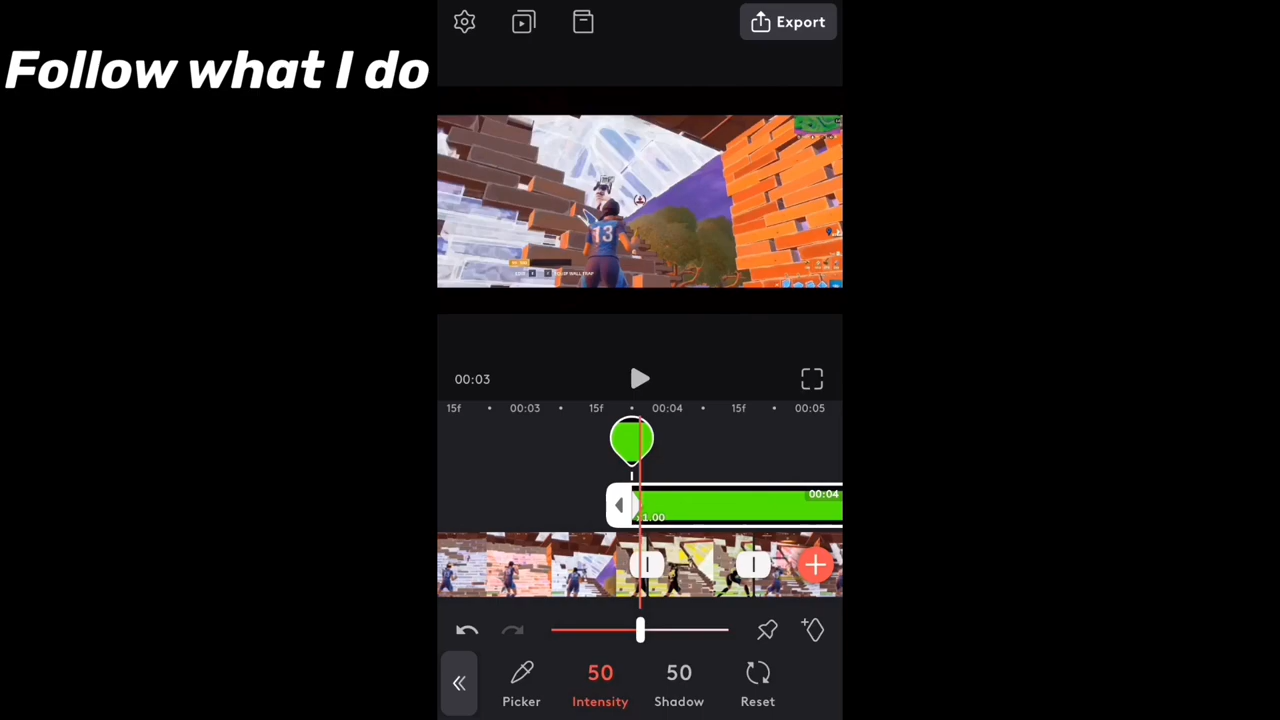 Export
Follow what I do
13
00:03
15f 00:03 15f 00:04 15f 00:05
00:04
1.00
50 50
Picker Intensity Shadow Reset